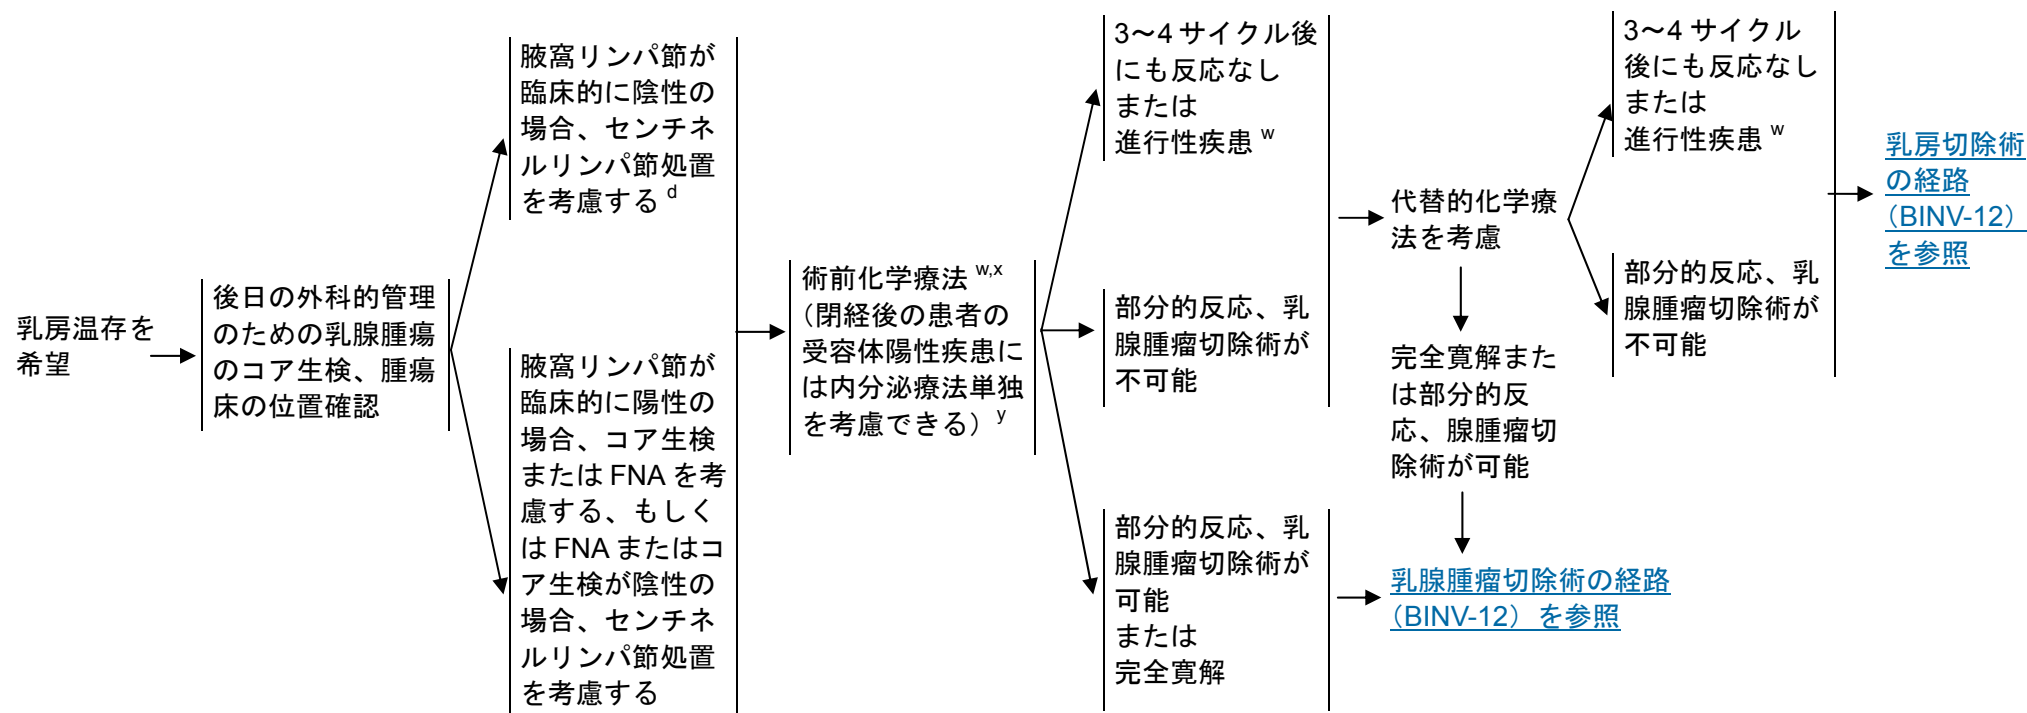 乳房温存を
希望
後日の外科的管理
のための乳腺腫瘍
のコア生検、腫瘍
床の位置確認
腋窩リンパ節が
臨床的に陰性の
場合、センチネ
ルリンパ節処置
を考慮する d
腋窩リンパ節が
臨床的に陽性の
場合、コア生検
または FNA を考
慮する、もしく
は FNA またはコ
ア生検が陰性の
場合、センチネ
ルリンパ節処置
を考慮する
術前化学療法 w,x
（閉経後の患者の
受容体陽性疾患に
は内分泌療法単独
を考慮できる）y
3～4 サイクル後
にも反応なし
または
進行性疾患 w
部分的反応、乳
腺腫瘤切除術が
不可能
部分的反応、乳
腺腫瘤切除術が
可能
または
完全寛解
代替的化学療
法を考慮
完全寛解また
は部分的反
応、腺腫瘤切
除術が可能
乳腺腫瘤切除術の経路
（BINV-12）を参照
3～4 サイクル
後にも反応なし
または
進行性疾患 w
部分的反応、乳
腺腫瘤切除術が
不可能
乳房切除術
の経路
（BINV-12）
を参照